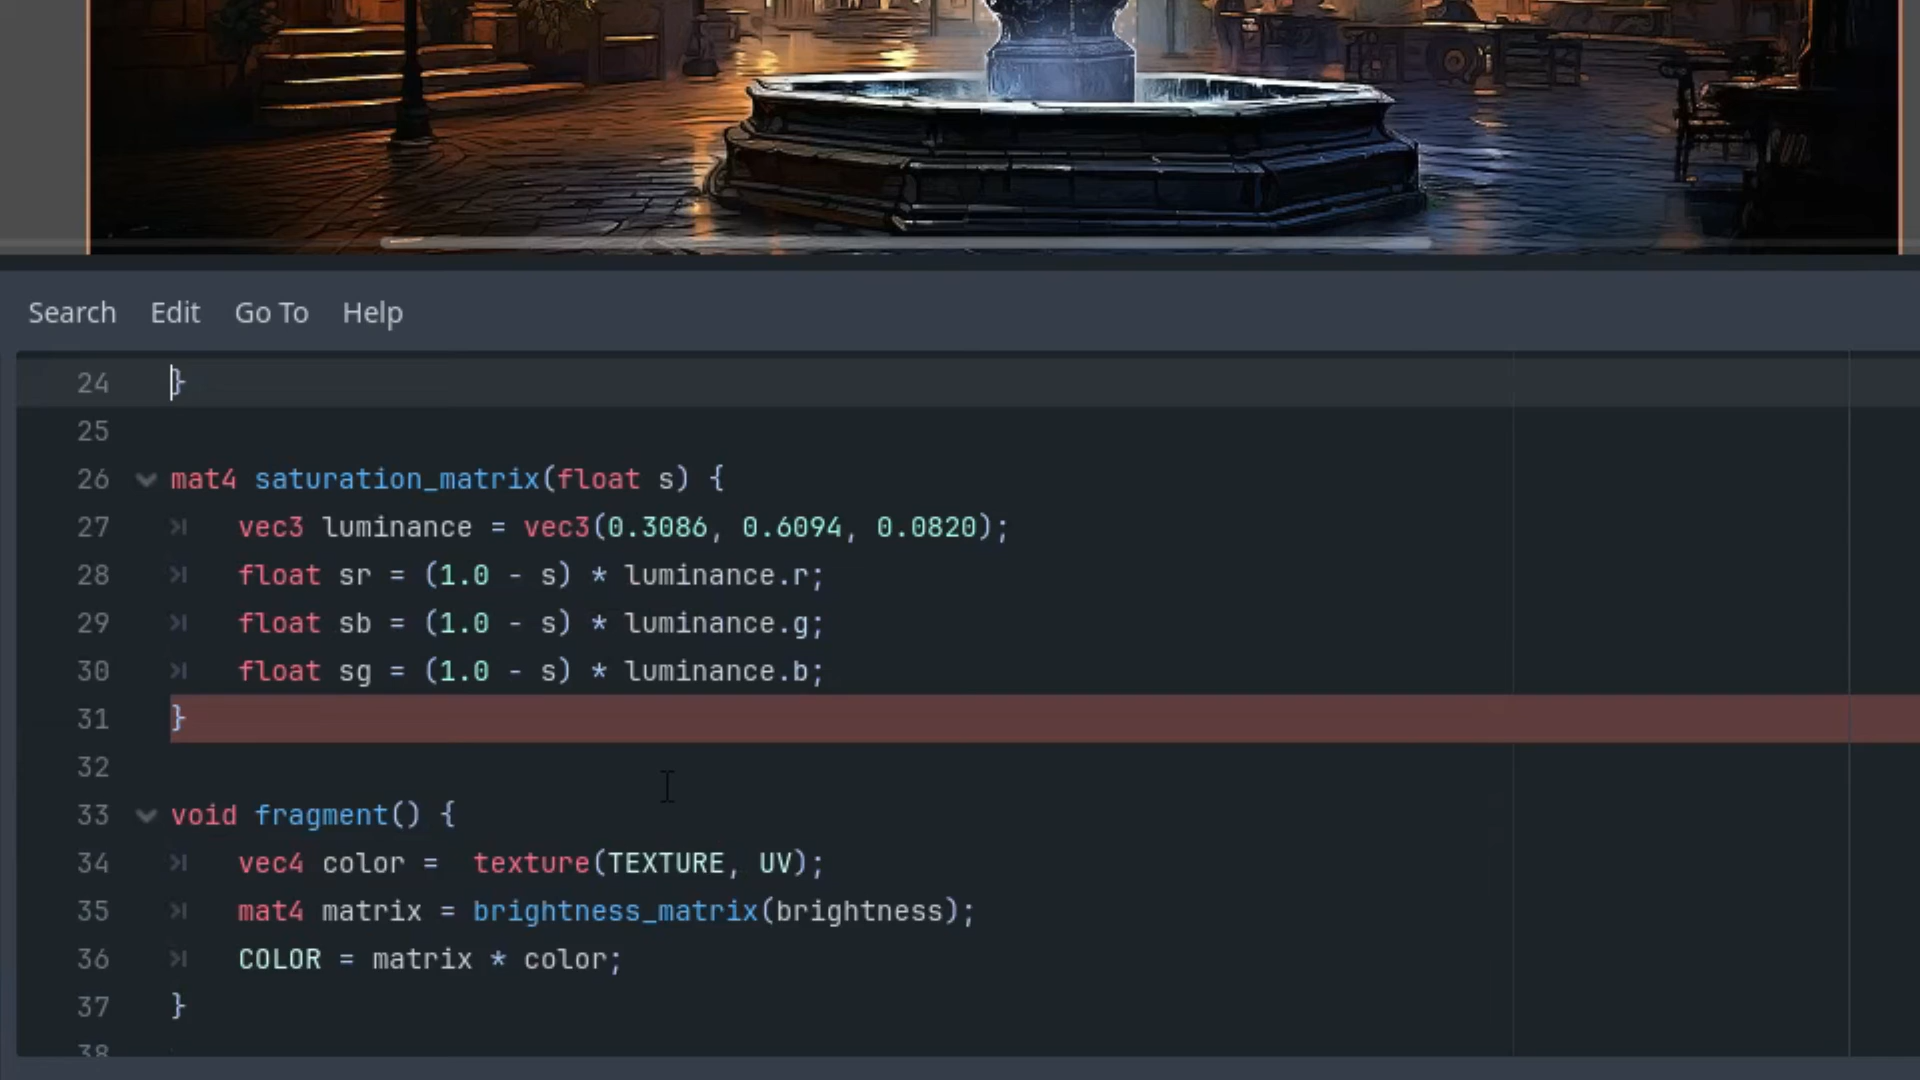 Search Edit Go To Help
24 }
25
26 mat4 saturation_matrix(float s) {
27 vec3 luminance = vec3(0.3086, 0.6094, 0.0820);
28 float sr = (1.0 - s) * luminance.r;
29 float sb = (1.0 - s) * luminance.g;
30 float sg = (1.0 - s) * luminance.b;
31 }
32
33 void fragment() {
34 vec4 color =  texture(TEXTURE, UV);
35 mat4 matrix = brightness_matrix(brightness);
36 COLOR = matrix * color;
37 }
38